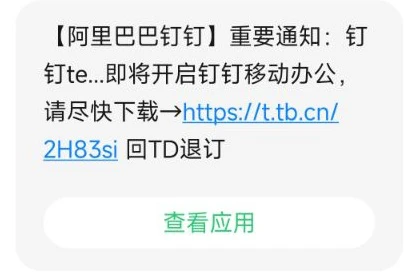 【阿里巴巴钉钉】重要通知：钉
钉te...即将开启钉钉移动办公，
请尽快下载→https://t.tb.cn/
2H83si 回TD退订
查看应用